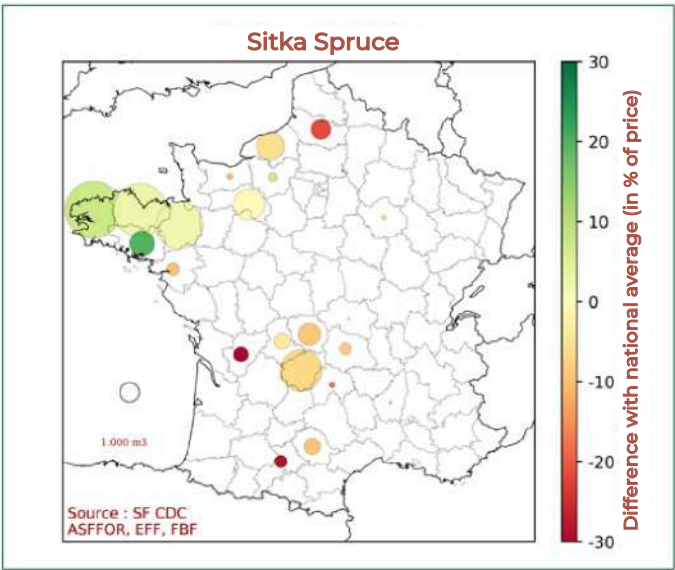 Sitka Spruce
30
20
10
0
-10
-20
-30
Difference with national average (in % of price)
1.000 m3
Source : SF CDC
ASFFOR, EFF, FBF